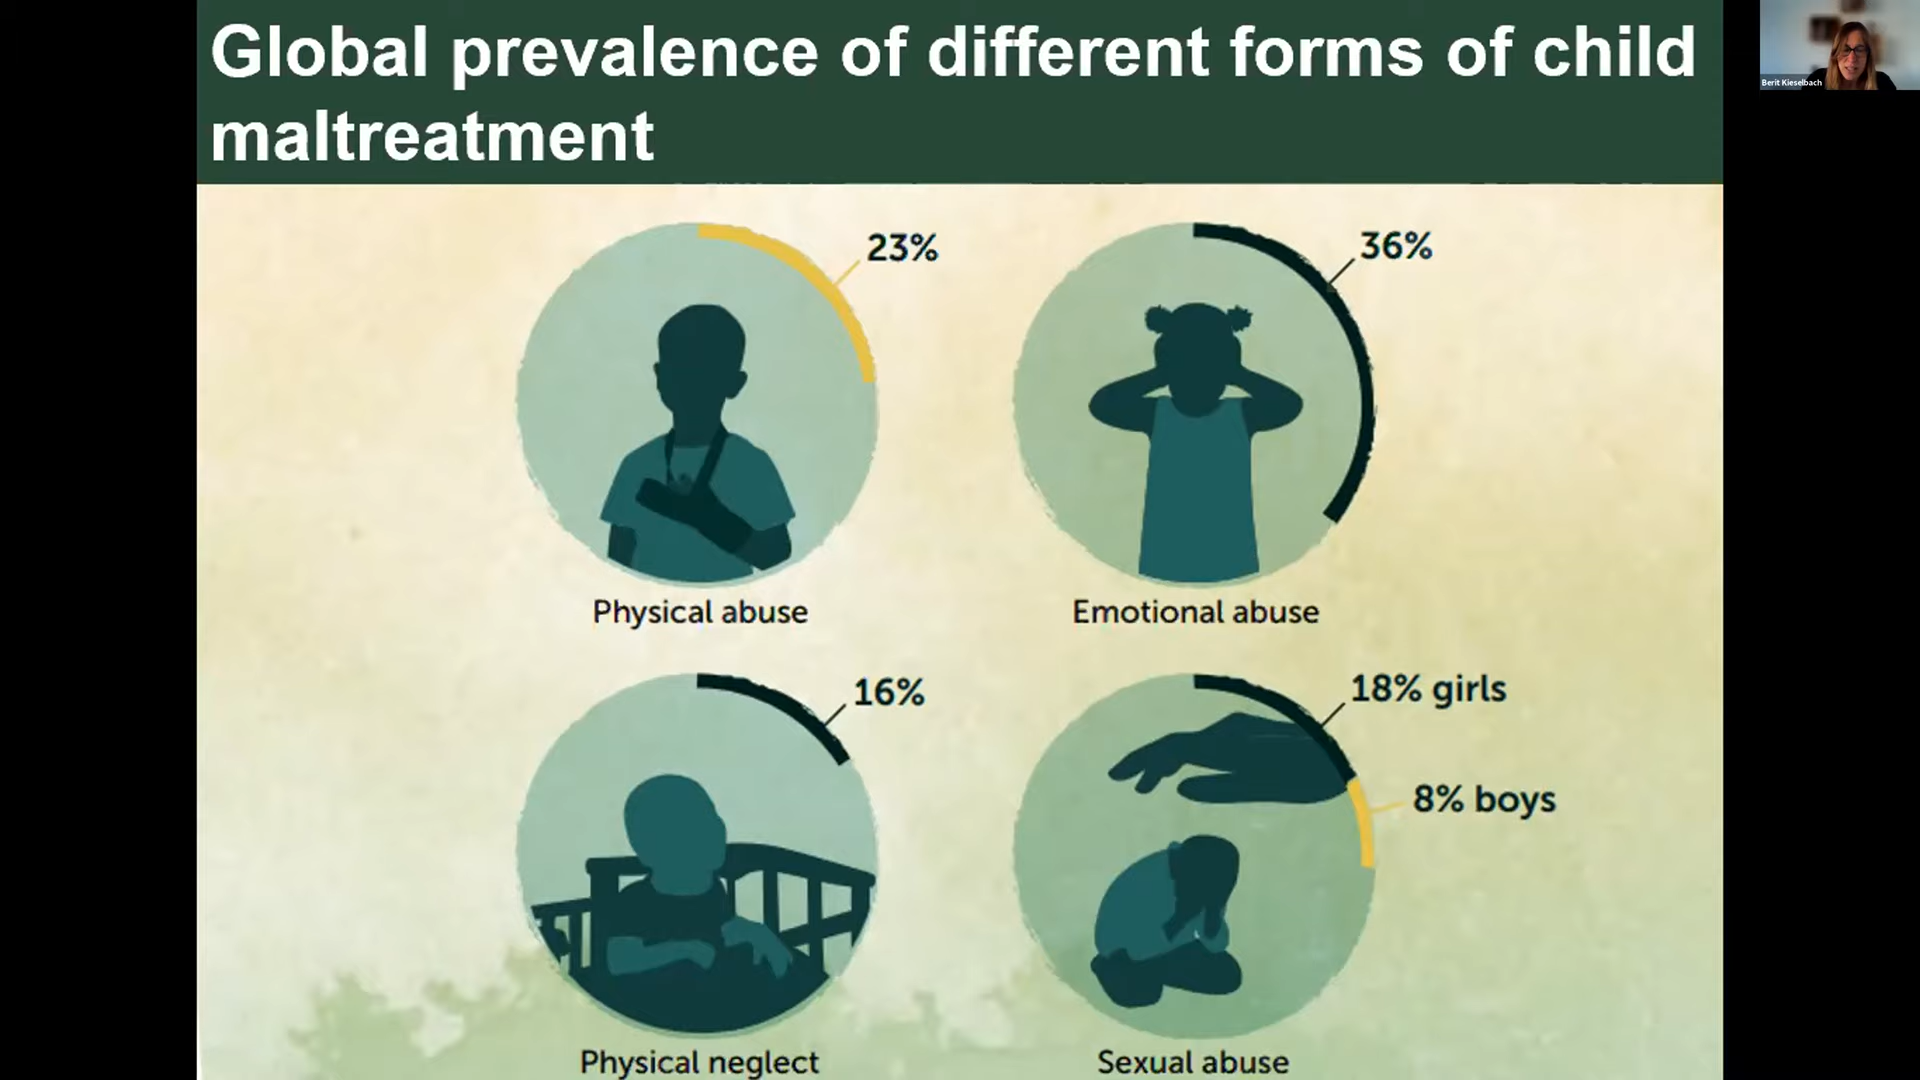 Global prevalence of different forms of child
maltreatment
Berit Kieselbach
23%
36%
Physical abuse
Emotional abuse
16%
18% girls
8% boys
Physical neglect
Sexual abuse